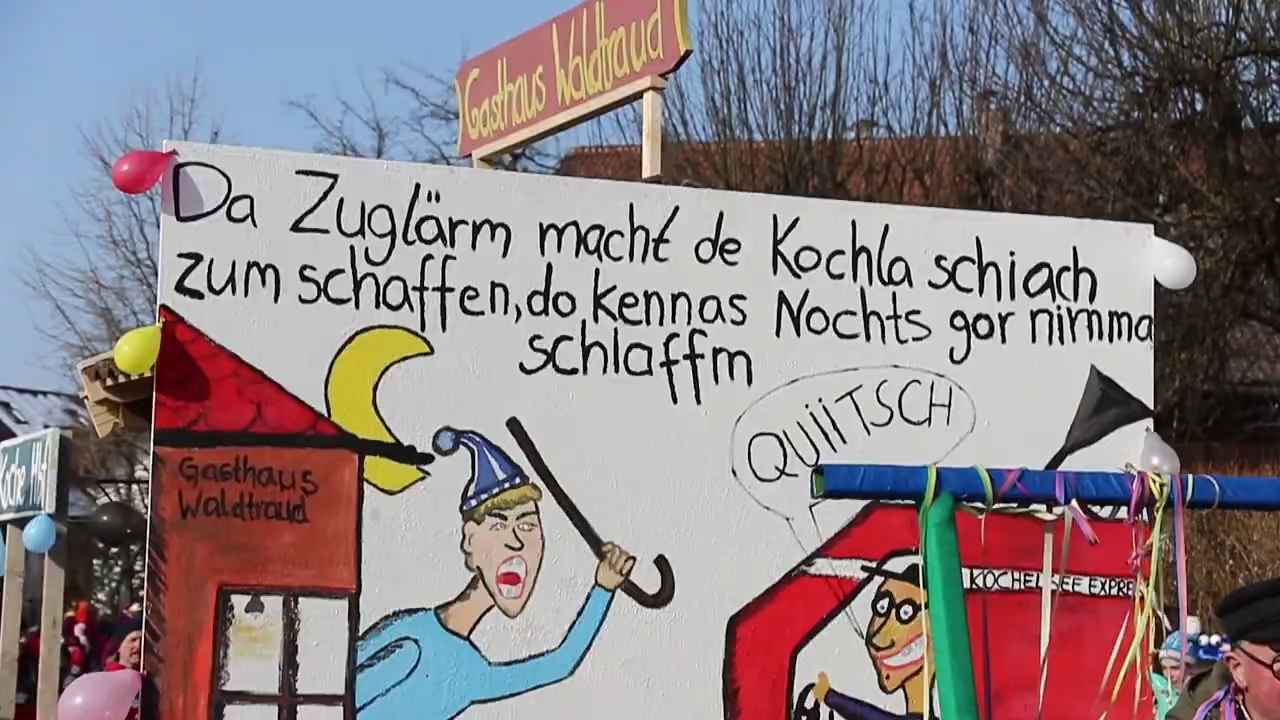 Gasthaus Waldtraud
Da Zuglärm macht de Kochla schiach
zum schaffen, do kennas Nochts gor nimma
schlaffm
QUiiTSCH
Gasthaus
Waldtraud
KOCHELSEE EXPRE